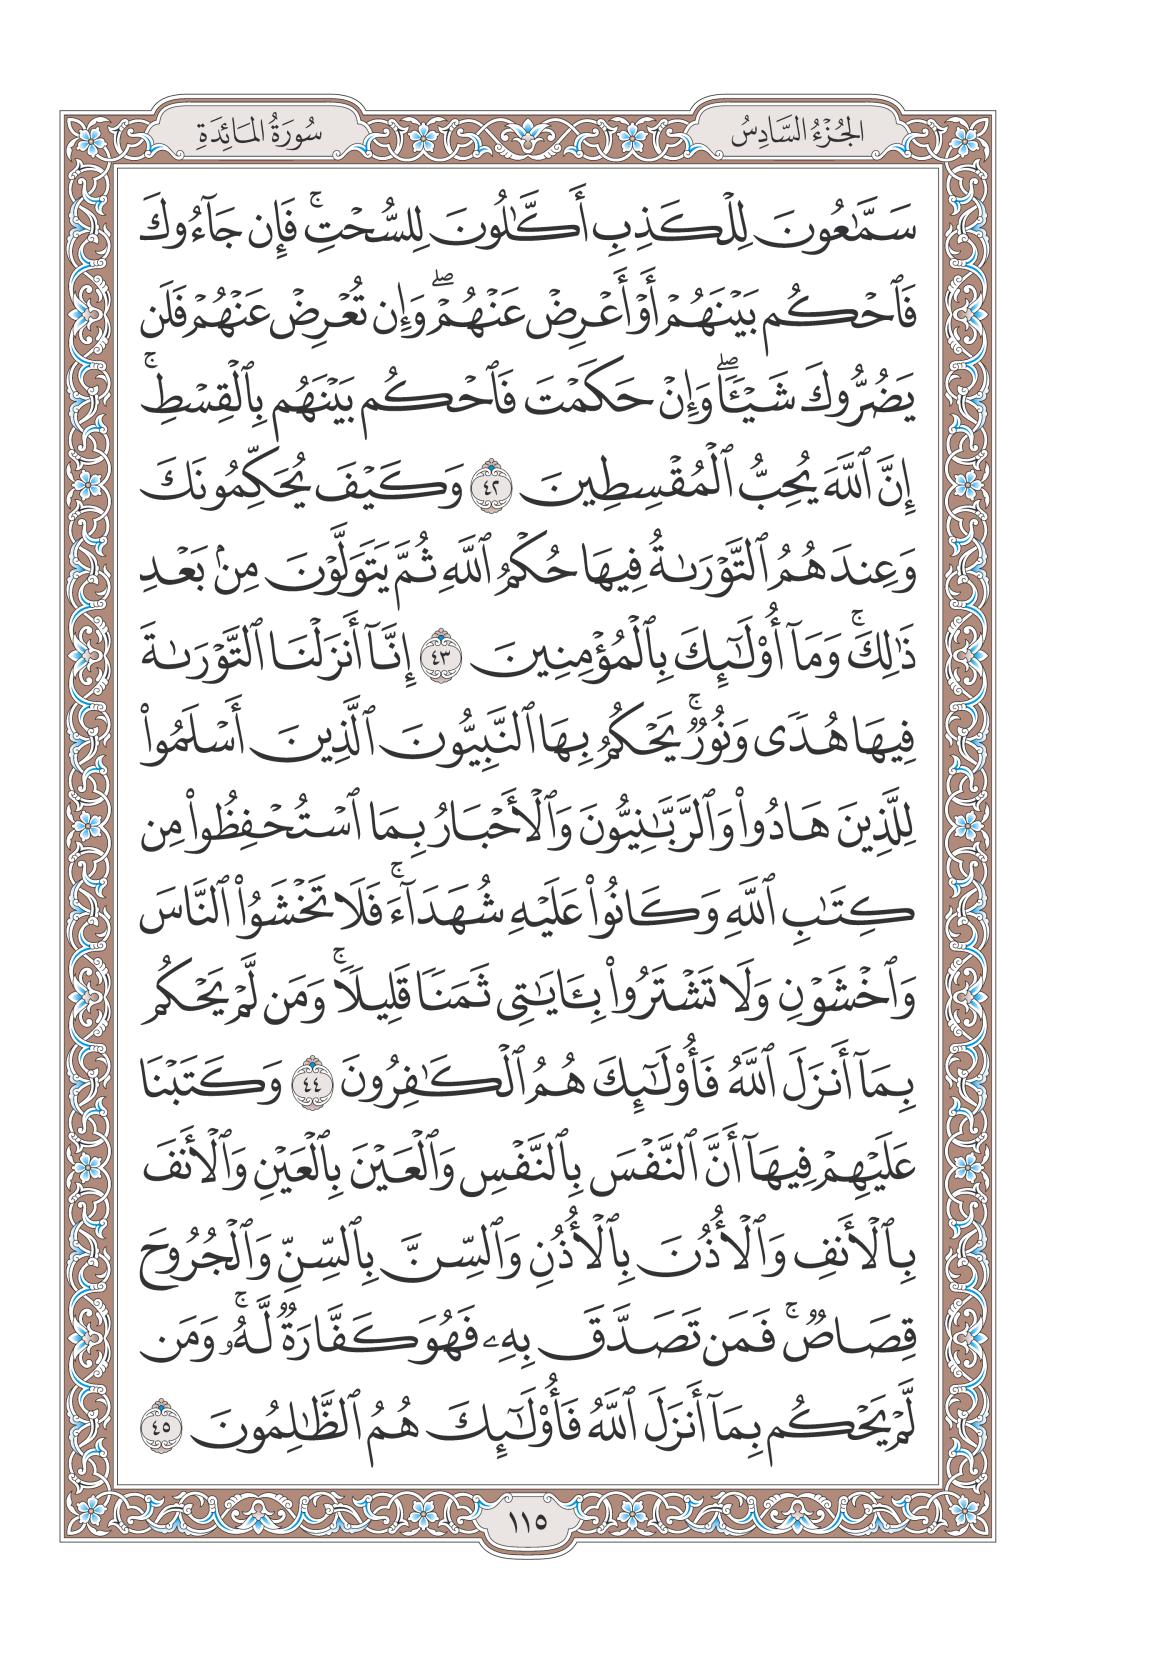 الجُزْءُ السَّادِسُ
سُورَةُ المَائِدَةِ
سَمَّٰعُونَ لِلْكَذِبِ أَكَّٰلُونَ لِلسُّحْتِۚ فَإِن جَآءُوكَ
فَٱحْكُم بَيْنَهُمْ أَوْ أَعْرِضْ عَنْهُمْۖ وَإِن تُعْرِضْ عَنْهُمْ فَلَن
يَضُرُّوكَ شَيْـًٔاۖ وَإِنْ حَكَمْتَ فَٱحْكُم بَيْنَهُم بِٱلْقِسْطِۚ
إِنَّ ٱللَّهَ يُحِبُّ ٱلْمُقْسِطِينَ ٤٢ وَكَيْفَ يُحَكِّمُونَكَ
وَعِندَهُمُ ٱلتَّوْرَىٰةُ فِيهَا حُكْمُ ٱللَّهِ ثُمَّ يَتَوَلَّوْنَ مِنۢ بَعْدِ
ذَٰلِكَۚ وَمَآ أُو۟لَٰٓئِكَ بِٱلْمُؤْمِنِينَ ٤٣ إِنَّآ أَنزَلْنَا ٱلتَّوْرَىٰةَ
فِيهَا هُدًى وَنُورٌۚ يَحْكُمُ بِهَا ٱلنَّبِيُّونَ ٱلَّذِينَ أَسْلَمُوا۟
لِلَّذِينَ هَادُوا۟ وَٱلرَّبَّٰنِيُّونَ وَٱلْأَحْبَارُ بِمَا ٱسْتُحْفِظُوا۟ مِن
كِتَٰبِ ٱللَّهِ وَكَانُوا۟ عَلَيْهِ شُهَدَآءَۚ فَلَا تَخْشَوُا۟ ٱلنَّاسَ
وَٱخْشَوْنِ وَلَا تَشْتَرُوا۟ بِـَٔايَٰتِى ثَمَنًا قَلِيلًاۚ وَمَن لَّمْ يَحْكُم
بِمَآ أَنزَلَ ٱللَّهُ فَأُو۟لَٰٓئِكَ هُمُ ٱلْكَٰفِرُونَ ٤٤ وَكَتَبْنَا
عَلَيْهِمْ فِيهَآ أَنَّ ٱلنَّفْسَ بِٱلنَّفْسِ وَٱلْعَيْنَ بِٱلْعَيْنِ وَٱلْأَنفَ
بِٱلْأَنفِ وَٱلْأُذُنَ بِٱلْأُذُنِ وَٱلسِّنَّ بِٱلسِّنِّ وَٱلْجُرُوحَ
قِصَاصٌۚ فَمَن تَصَدَّقَ بِهِۦ فَهُوَ كَفَّارَةٌ لَّهُۥۚ وَمَن
لَّمْ يَحْكُم بِمَآ أَنزَلَ ٱللَّهُ فَأُو۟لَٰٓئِكَ هُمُ ٱلظَّٰلِمُونَ ٤٥
١١٥